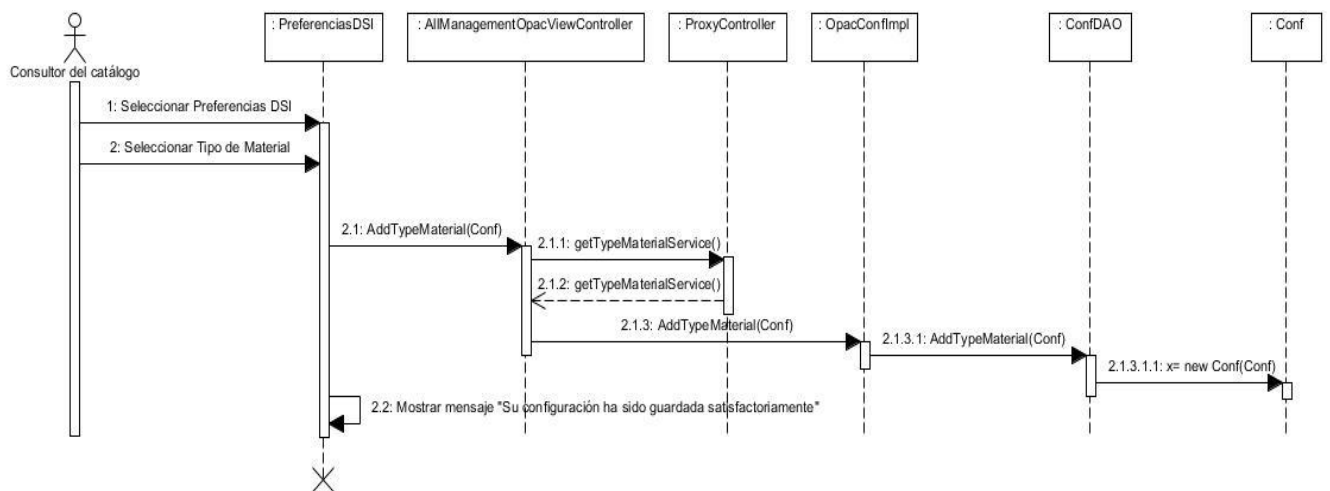 : PreferenciasDSI
: AllManagementOpacViewController
: ProxyController
: OpacConfImpl
: ConfDAO
: Conf
Consultor del catálogo
1: Seleccionar Preferencias DSI
2: Seleccionar Tipo de Material
2.1: AddTypeMaterial(Conf)
2.1.1: getTypeMaterialService()
2.1.2: getTypeMaterialService()
2.1.3: AddTypeMaterial(Conf)
2.1.3.1: AddTypeMaterial(Conf)
2.1.3.1.1: x= new Conf(Conf)
2.2: Mostrar mensaje "Su configuración ha sido guardada satisfactoriamente"